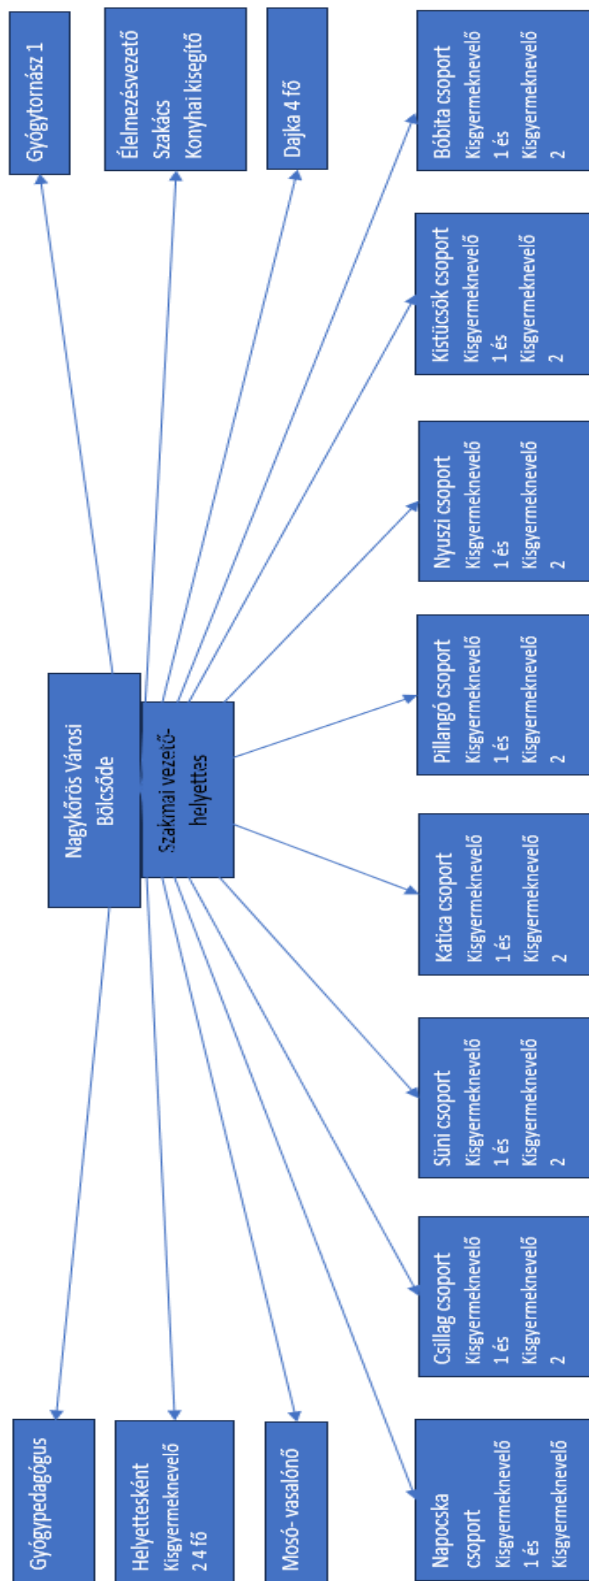 Nagykőrös Városi
Bölcsőde
Szakmai vezető-
helyettes
Gyógypedagógus
Helyettesként
Kisgyermeknevelő
2 4 fő
Mosó- vasalónő
Gyógytornász 1
Élelmezésvezető
Szakács
Konyhai kisegítő
Dajka 4 fő
Napocska
csoport
Kisgyermeknevelő
1 és
Kisgyermeknevelő
Csillag csoport
Kisgyermeknevelő
1 és
Kisgyermeknevelő
2
Süni csoport
Kisgyermeknevelő
1 és
Kisgyermeknevelő
2
Katica csoport
Kisgyermeknevelő
1 és
Kisgyermeknevelő
2
Pillangó csoport
Kisgyermeknevelő
1 és
Kisgyermeknevelő
2
Nyuszi csoport
Kisgyermeknevelő
1 és
Kisgyermeknevelő
2
Kistücsök csoport
Kisgyermeknevelő
1 és
Kisgyermeknevelő
2
Bóbita csoport
Kisgyermeknevelő
1 és
Kisgyermeknevelő
2